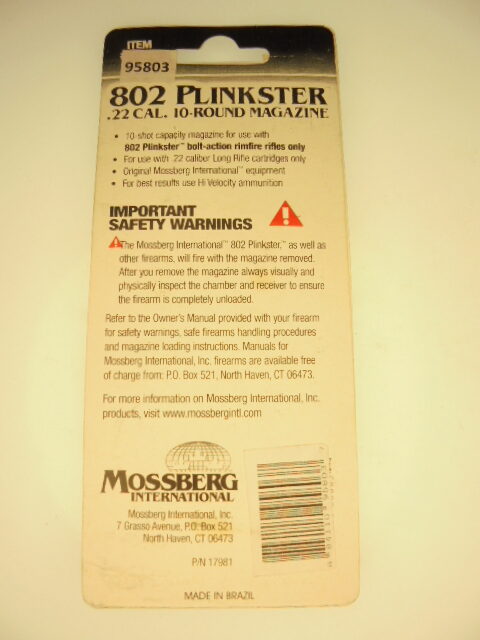 ITEM
95803
802 PLINKSTER
.22 CAL. 10-ROUND MAGAZINE
• 10-shot capacity magazine for use with
802 Plinkster™ bolt-action rimfire rifles only
• For use with .22 caliber Long Rifle cartridges only
• Original Mossberg International™ equipment
• For best results use Hi Velocity ammunition
IMPORTANT
SAFETY WARNINGS
The Mossberg International™ 802 Plinkster,™ as well as
other firearms, will fire with the magazine removed.
After you remove the magazine always visually and
physically inspect the chamber and receiver to ensure
the firearm is completely unloaded.
Refer to the Owner's Manual provided with your firearm
for safety warnings, safe firearms handling procedures
and magazine loading instructions. Manuals for
Mossberg International, Inc. firearms are available free
of charge from: P.O. Box 521, North Haven, CT 06473.
For more information on Mossberg International, Inc.
products, visit www.mossbergintl.com
MOSSBERG
INTERNATIONAL
Mossberg International, Inc.
7 Grasso Avenue, P.O. Box 521
North Haven, CT 06473
P/N 17981
MADE IN BRAZIL